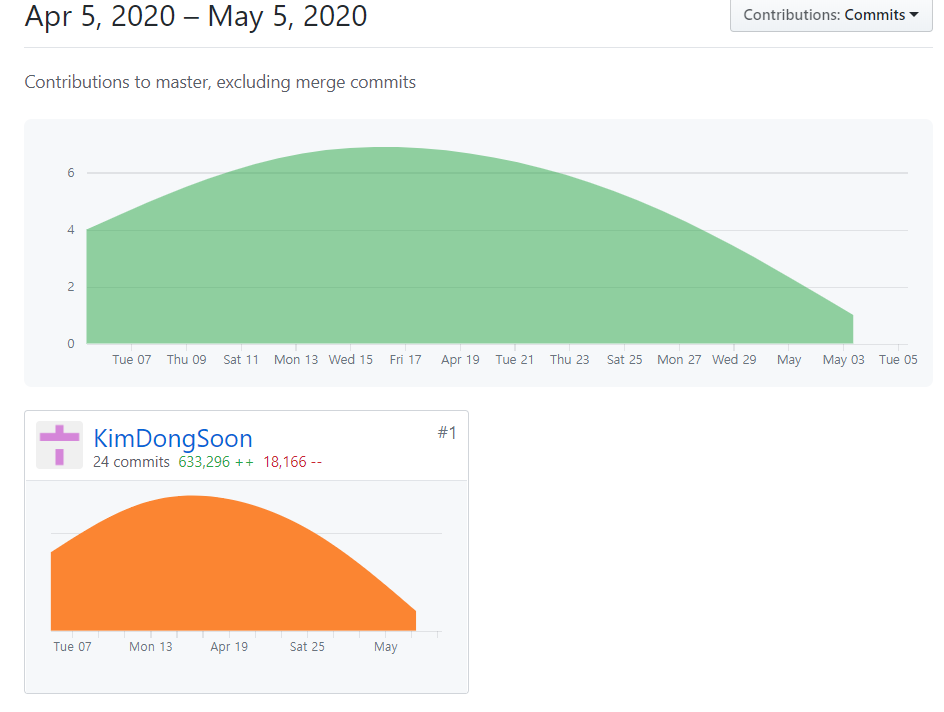 Apr 5, 2020 – May 5, 2020
Contributions: Commits
Contributions to master, excluding merge commits
6
4
2
0
Tue 07 Thu 09 Sat 11 Mon 13 Wed 15 Fri 17 Apr 19 Tue 21 Thu 23 Sat 25 Mon 27 Wed 29 May May 03 Tue 05
KimDongSoon #1
24 commits 633,296 ++ 18,166 --
Tue 07 Mon 13 Apr 19 Sat 25 May